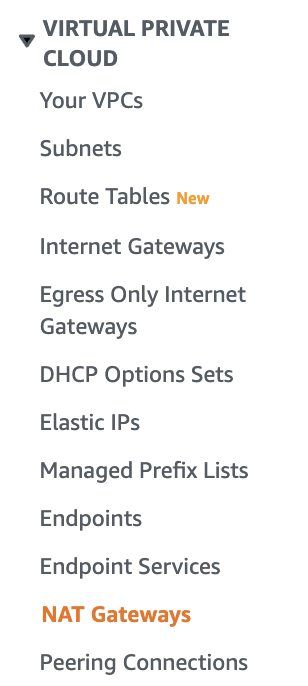 VIRTUAL PRIVATE
CLOUD
Your VPCs
Subnets
Route Tables New
Internet Gateways
Egress Only Internet
Gateways
DHCP Options Sets
Elastic IPs
Managed Prefix Lists
Endpoints
Endpoint Services
NAT Gateways
Peering Connections